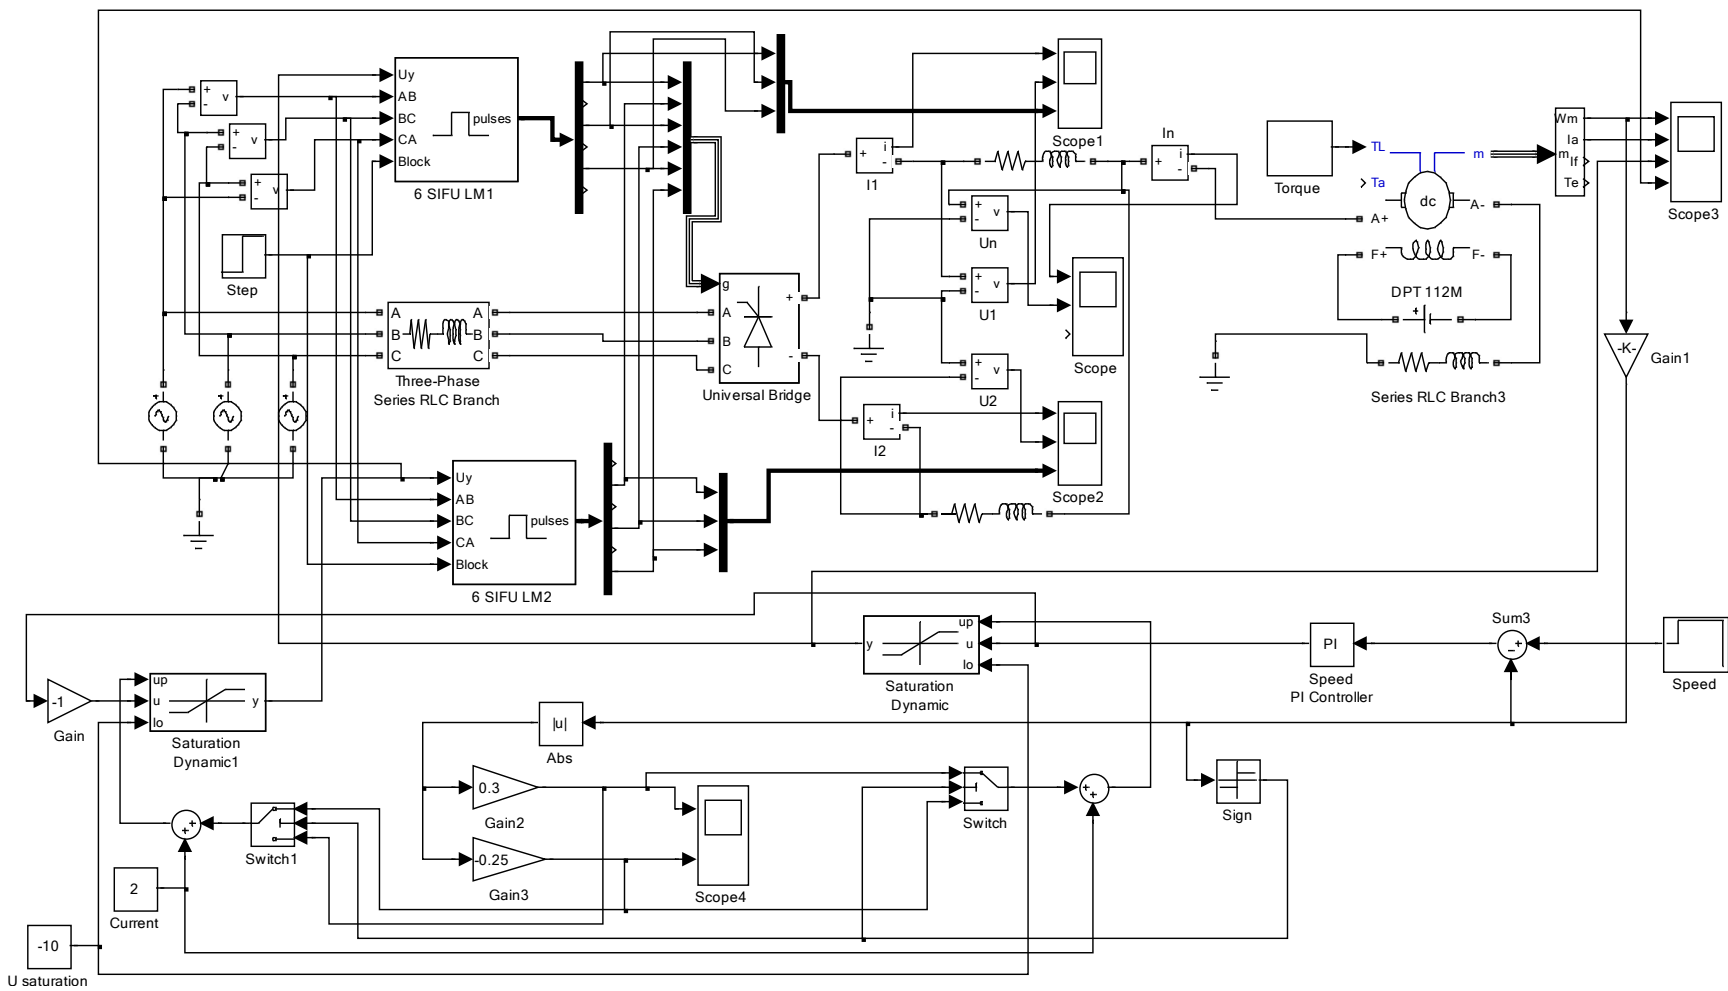 Uy
AB
BC
CA
Block
pulses
6 SIFU LM1
+
-
v
+
-
v
+
-
v
Step
A
B
C
A
B
C
Three-Phase
Series RLC Branch
g
A
B
C
+
-
Universal Bridge
+
i
-
I1
Scope1
In
+
i
-
+
-
v
Un
+
-
v
U1
+
-
v
U2
Scope
+
i
-
I2
Scope2
Torque
TL
m
Ta
dc
A+
A-
F+
F-
DPT 112M
+
Wm
Ia
m
If
Te
Scope3
-K-
Gain1
Series RLC Branch3
+
+
+
Uy
AB
BC
CA
Block
pulses
6 SIFU LM2
up
u
lo
y
Saturation
Dynamic
PI
Speed
PI Controller
Sum3
+
−
Speed
-1
Gain
up
u
lo
y
Saturation
Dynamic1
|u|
Abs
0.3
Gain2
-0.25
Gain3
Scope4
Switch
+
+
Sign
+
+
Switch1
2
Current
-10
U saturation